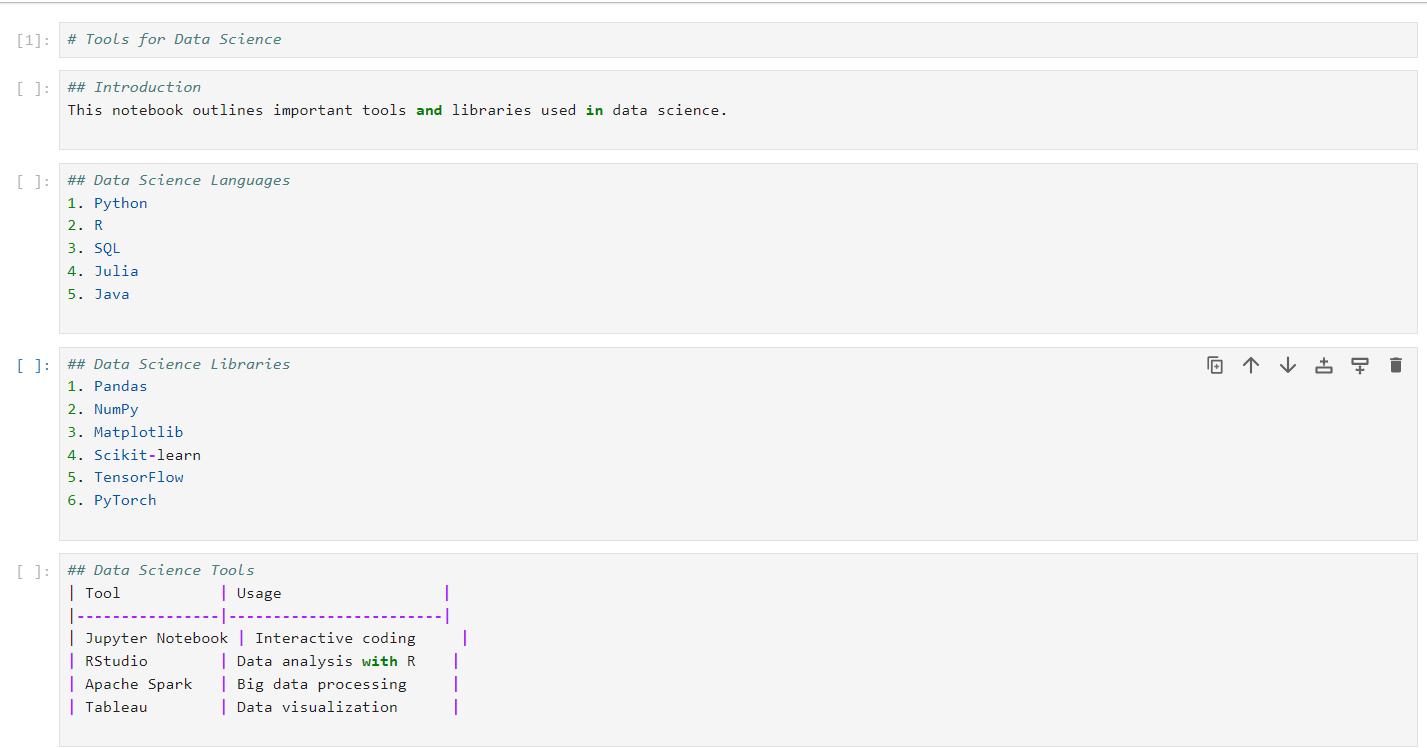 [1]: # Tools for Data Science
[ ]: ## Introduction
This notebook outlines important tools and libraries used in data science.
[ ]: ## Data Science Languages
1. Python
2. R
3. SQL
4. Julia
5. Java
[ ]: ## Data Science Libraries
1. Pandas
2. NumPy
3. Matplotlib
4. Scikit-learn
5. TensorFlow
6. PyTorch
[ ]: ## Data Science Tools
| Tool           | Usage                  |
|----------------|------------------------|
| Jupyter Notebook | Interactive coding     |
| RStudio        | Data analysis with R    |
| Apache Spark   | Big data processing     |
| Tableau        | Data visualization      |